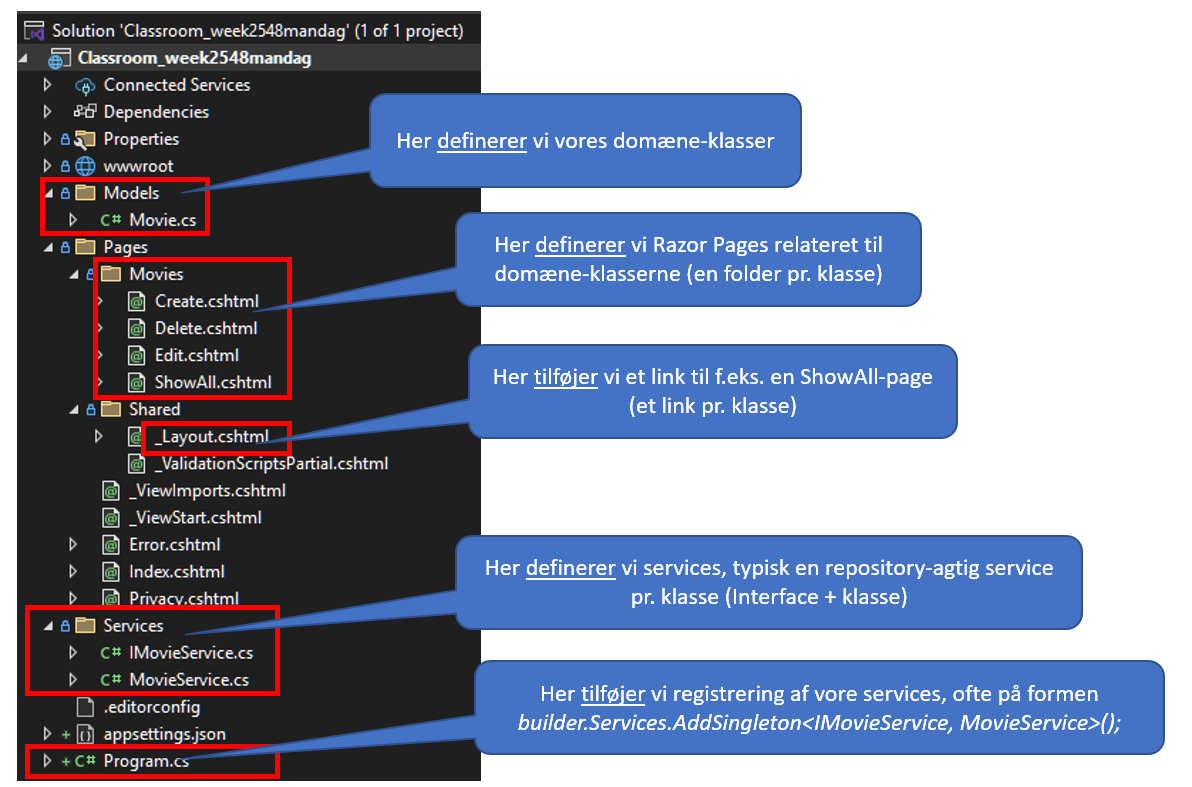 Solution 'Classroom_week2548mandag' (1 of 1 project)
Classroom_week2548mandag
Connected Services
Dependencies
Properties
wwwroot
Models
C# Movie.cs
Pages
Movies
Create.cshtml
Delete.cshtml
Edit.cshtml
ShowAll.cshtml
Shared
_Layout.cshtml
_ValidationScriptsPartial.cshtml
_ViewImports.cshtml
_ViewStart.cshtml
Error.cshtml
Index.cshtml
Privacy.cshtml
Services
C# IMovieService.cs
C# MovieService.cs
.editorconfig
appsettings.json
C# Program.cs
Her definerer vi vores domæne-klasser
Her definerer vi Razor Pages relateret til
domæne-klasserne (en folder pr. klasse)
Her tilføjer vi et link til f.eks. en ShowAll-page
(et link pr. klasse)
Her definerer vi services, typisk en repository-agtig service
pr. klasse (Interface + klasse)
Her tilføjer vi registrering af vore services, ofte på formen
builder.Services.AddSingleton<IMovieService, MovieService>();